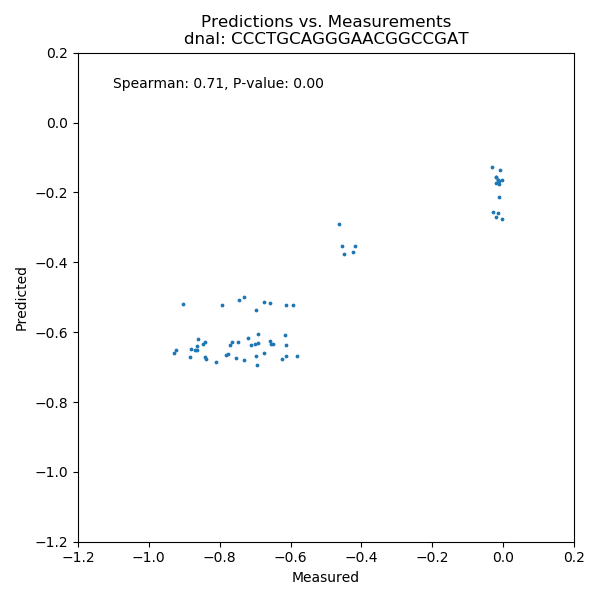 Predictions vs. Measurements
dnaI: CCCTGCAGGGAACGGCCGAT
Spearman: 0.71, P-value: 0.00
0.2
0.0
−0.2
−0.4
−0.6
−0.8
−1.0
−1.2
Predicted
−1.2 −1.0 −0.8 −0.6 −0.4 −0.2 0.0 0.2
Measured